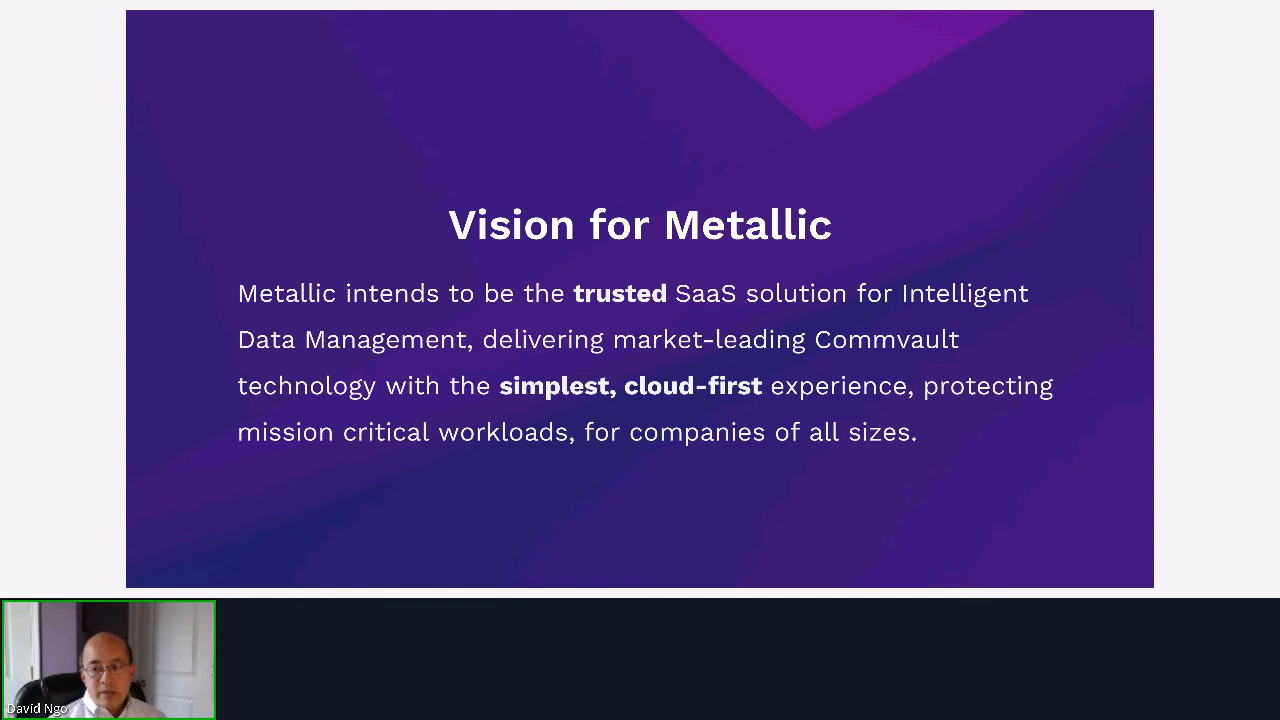 Vision for Metallic
Metallic intends to be the trusted SaaS solution for Intelligent
Data Management, delivering market-leading Commvault
technology with the simplest, cloud-first experience, protecting
mission critical workloads, for companies of all sizes.
David Ngo